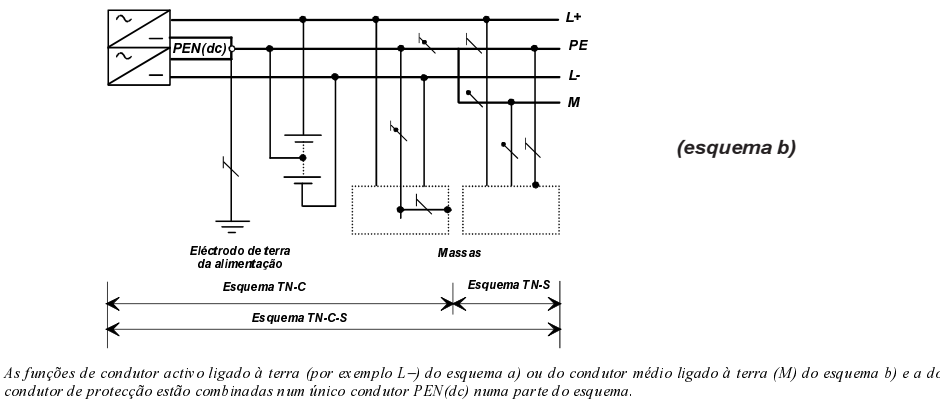 L+
PEN(dc)
PE
L-
M
(esquema b)
Eléctrodo de terra
da alimentação
Massas
Esquema TN-C
Esquema TN-S
Esquema TN-C-S
As funções de condutor activo ligado à terra (por exemplo L–) do esquema a) ou do condutor médio ligado à terra (M) do esquema b) e a do
condutor de protecção estão combinadas num único condutor PEN(dc) numa parte do esquema.